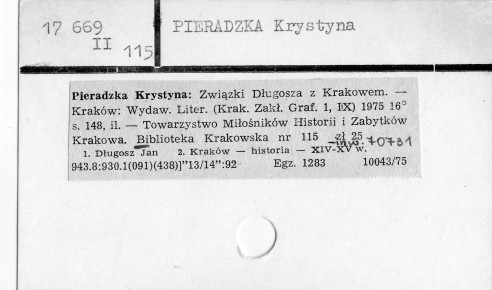 17 669
II
115
PIERADZKA Krystyna
Pieradzka Krystyna: Związki Długosza z Krakowem. —
Kraków: Wydaw. Liter. (Krak. Zakł. Graf. 1, IX) 1975 16°
s. 148, il. — Towarzystwo Miłośników Historii i Zabytków
Krakowa. Biblioteka Krakowska nr 115 zł 25
inw. 70731
1. Długosz Jan 2. Kraków — historia — XIV-XV w.
943.8:930.1(091)(438)]"13/14":92 Egz. 1283 10043/75